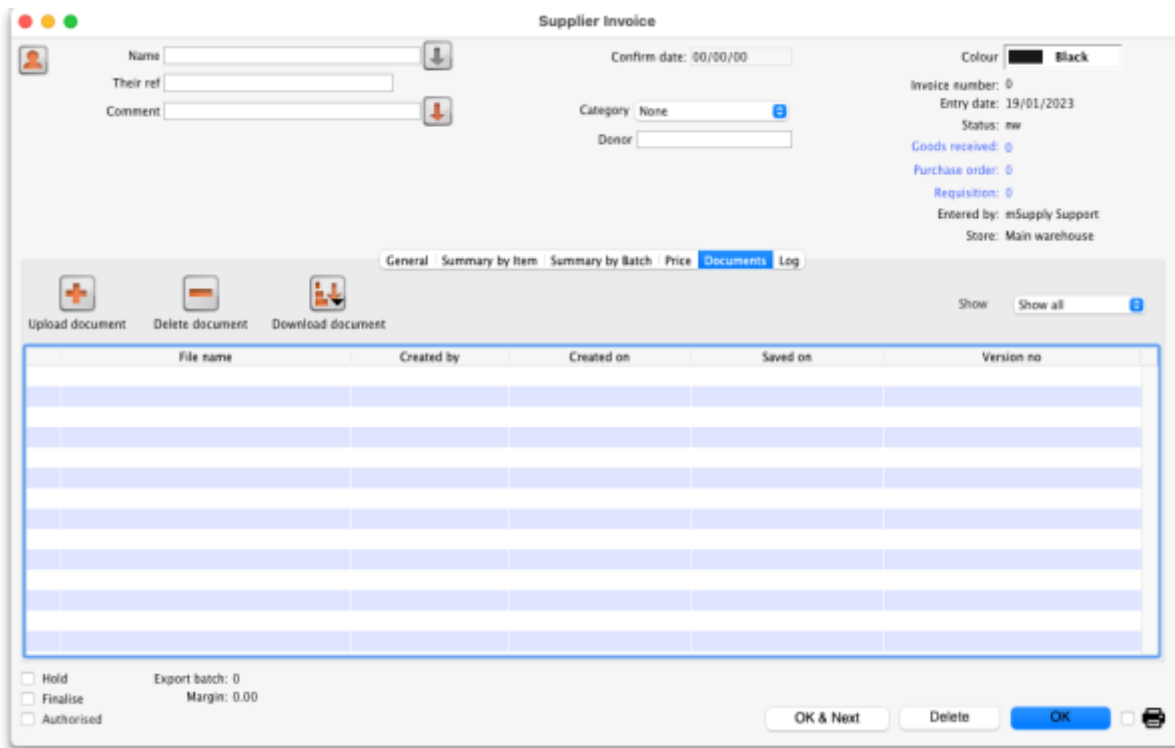 Supplier Invoice
Name Confirm date: 00/00/00 Colour Black
Their ref Invoice number: 0
Comment Category None Entry date: 19/01/2023
Donor Status: nw
Goods received: 0
Purchase order: 0
Requisition: 0
Entered by: mSupply Support
Store: Main warehouse
General Summary by Item Summary by Batch Price Documents Log
Upload document Delete document Download document Show Show all
File name Created by Created on Saved on Version no
Hold Export batch: 0
Finalise Margin: 0.00
Authorised OK & Next Delete OK